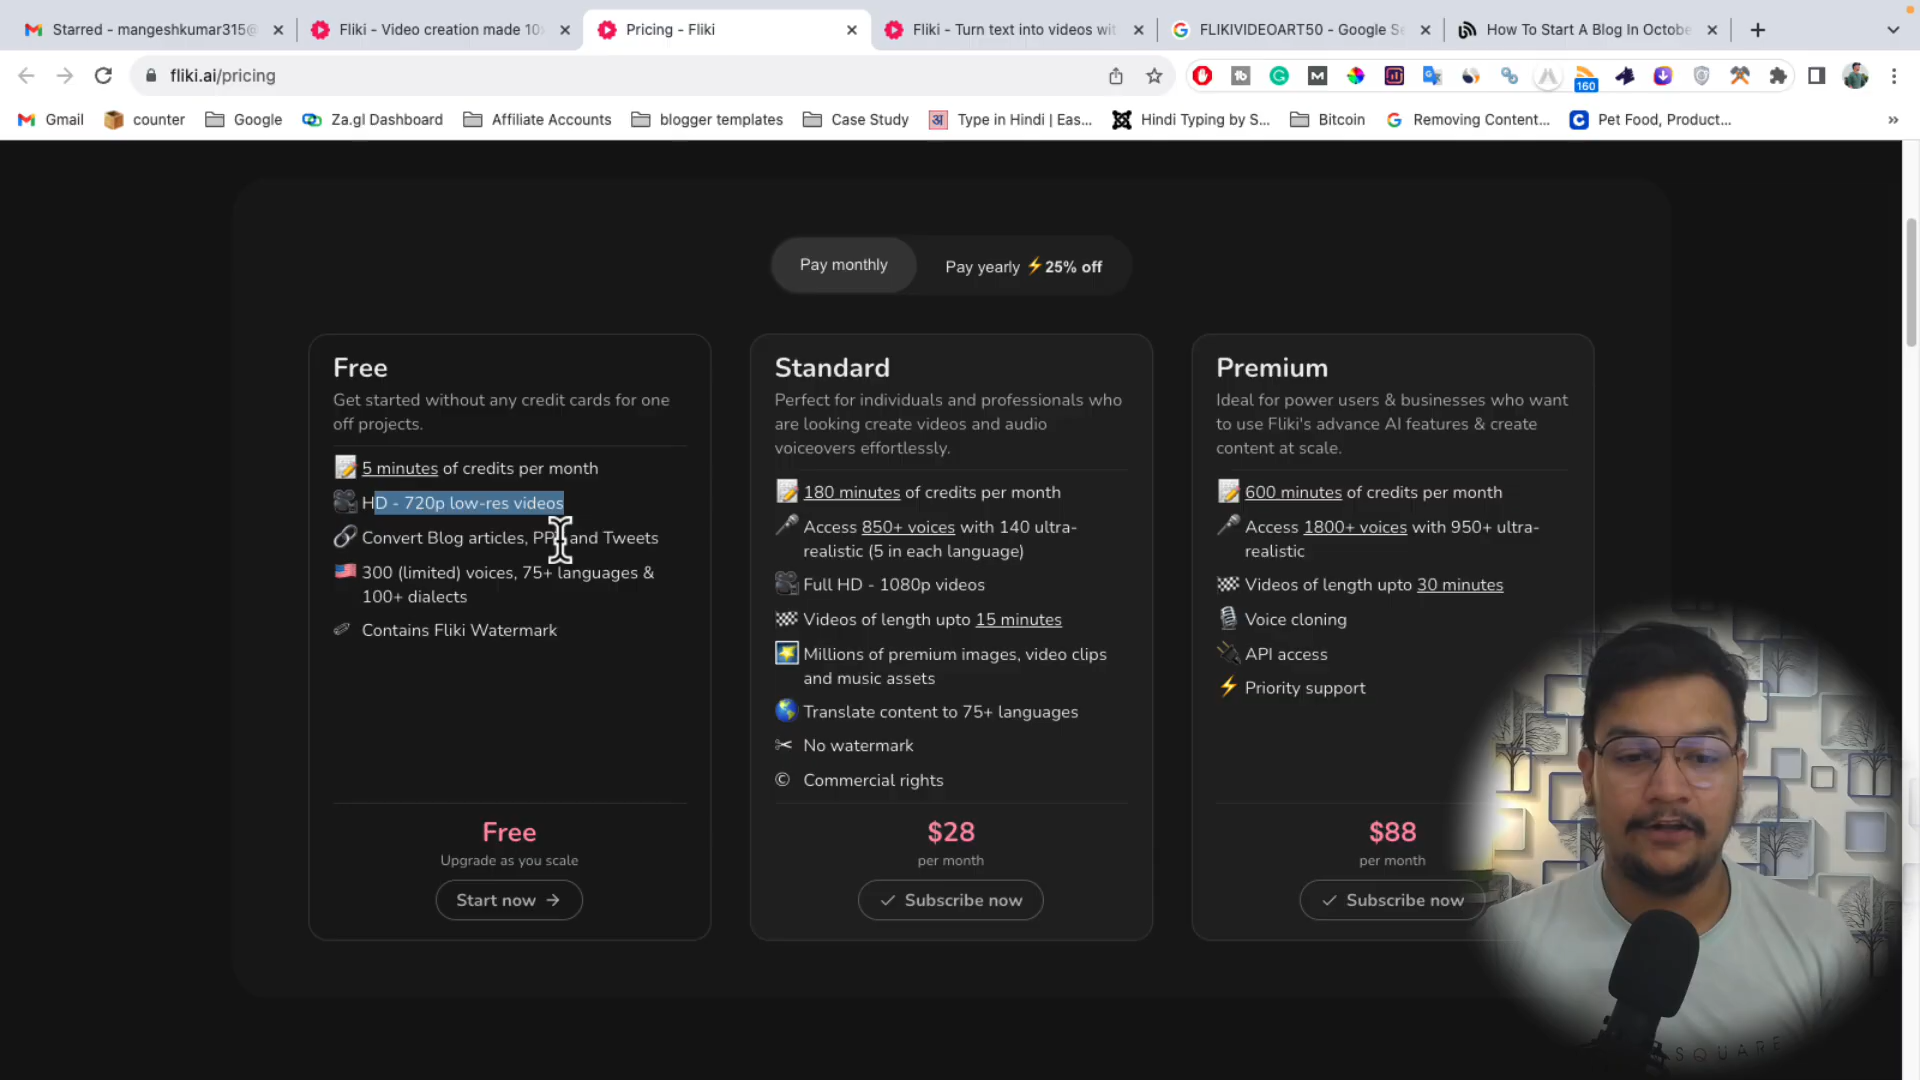 Starred - mangeshkumar315@
Fliki - Video creation made 10x
Pricing - Fliki
Fliki - Turn text into videos wit
FLIKIVIDEOART50 - Google Se
How To Start A Blog In Octobe
fliki.ai/pricing
160
Gmail
counter
Google
Za.gl Dashboard
Affiliate Accounts
blogger templates
Case Study
Type in Hindi | Eas...
Hindi Typing by S...
Bitcoin
Removing Content...
Pet Food, Product...
Pay monthly
Pay yearly ⚡25% off
Free
Get started without any credit cards for one
off projects.
5 minutes of credits per month
HD - 720p low-res videos
Convert Blog articles, PP and Tweets
300 (limited) voices, 75+ languages &
100+ dialects
Contains Fliki Watermark
Free
Upgrade as you scale
Start now →
Standard
Perfect for individuals and professionals who
are looking create videos and audio
voiceovers effortlessly.
180 minutes of credits per month
Access 850+ voices with 140 ultra-
realistic (5 in each language)
Full HD - 1080p videos
Videos of length upto 15 minutes
Millions of premium images, video clips
and music assets
Translate content to 75+ languages
No watermark
© Commercial rights
$28
per month
✓ Subscribe now
Premium
Ideal for power users & businesses who want
to use Fliki's advance AI features & create
content at scale.
600 minutes of credits per month
Access 1800+ voices with 950+ ultra-
realistic
Videos of length upto 30 minutes
Voice cloning
API access
Priority support
$88
per month
✓ Subscribe now
SQUARE